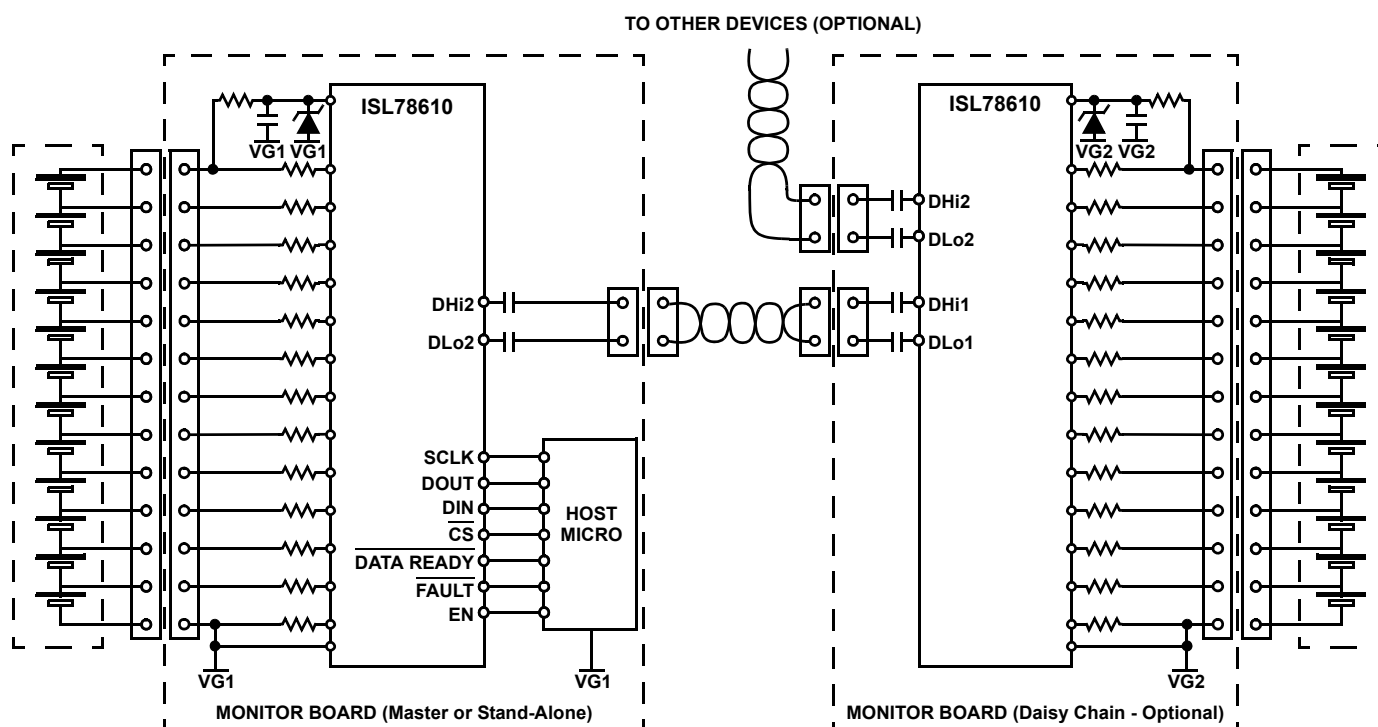 TO OTHER DEVICES (OPTIONAL)
ISL78610
ISL78610
VG1
VG1
VG2
VG2
DHi2
DLo2
DHi2
DHi1
DLo2
DLo1
SCLK
DOUT
DIN
CS
DATA READY
FAULT
EN
HOST
MICRO
VG1
VG1
VG2
MONITOR BOARD (Master or Stand-Alone)
MONITOR BOARD (Daisy Chain - Optional)